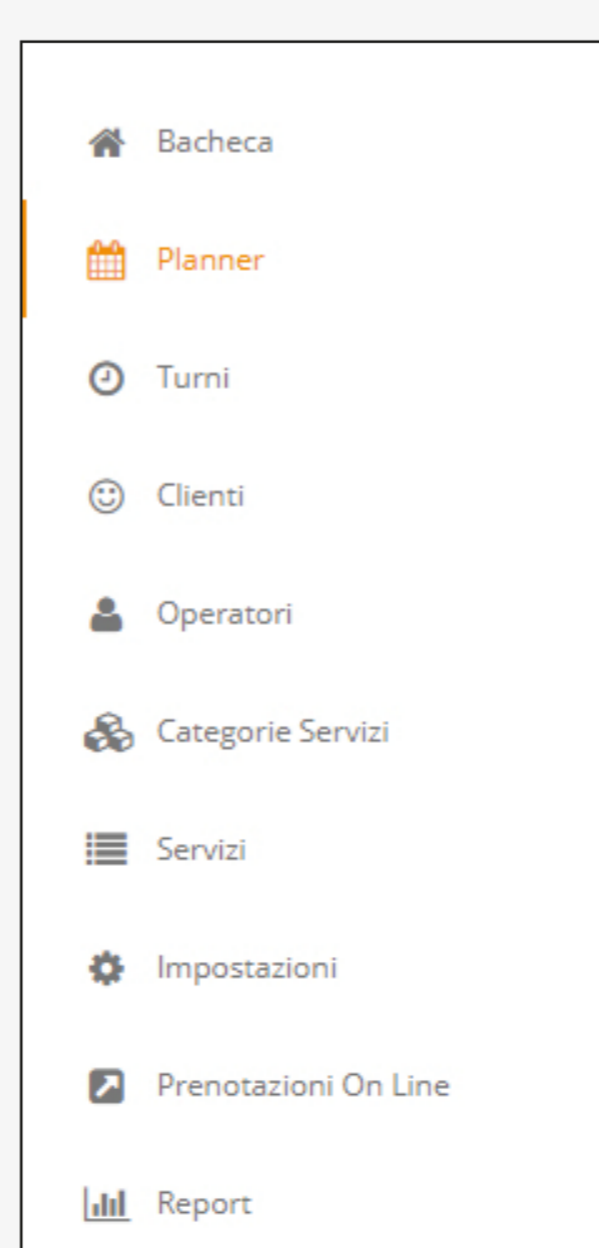 Bacheca
Planner
Turni
Clienti
Operatori
Categorie Servizi
Servizi
Impostazioni
Prenotazioni On Line
Report